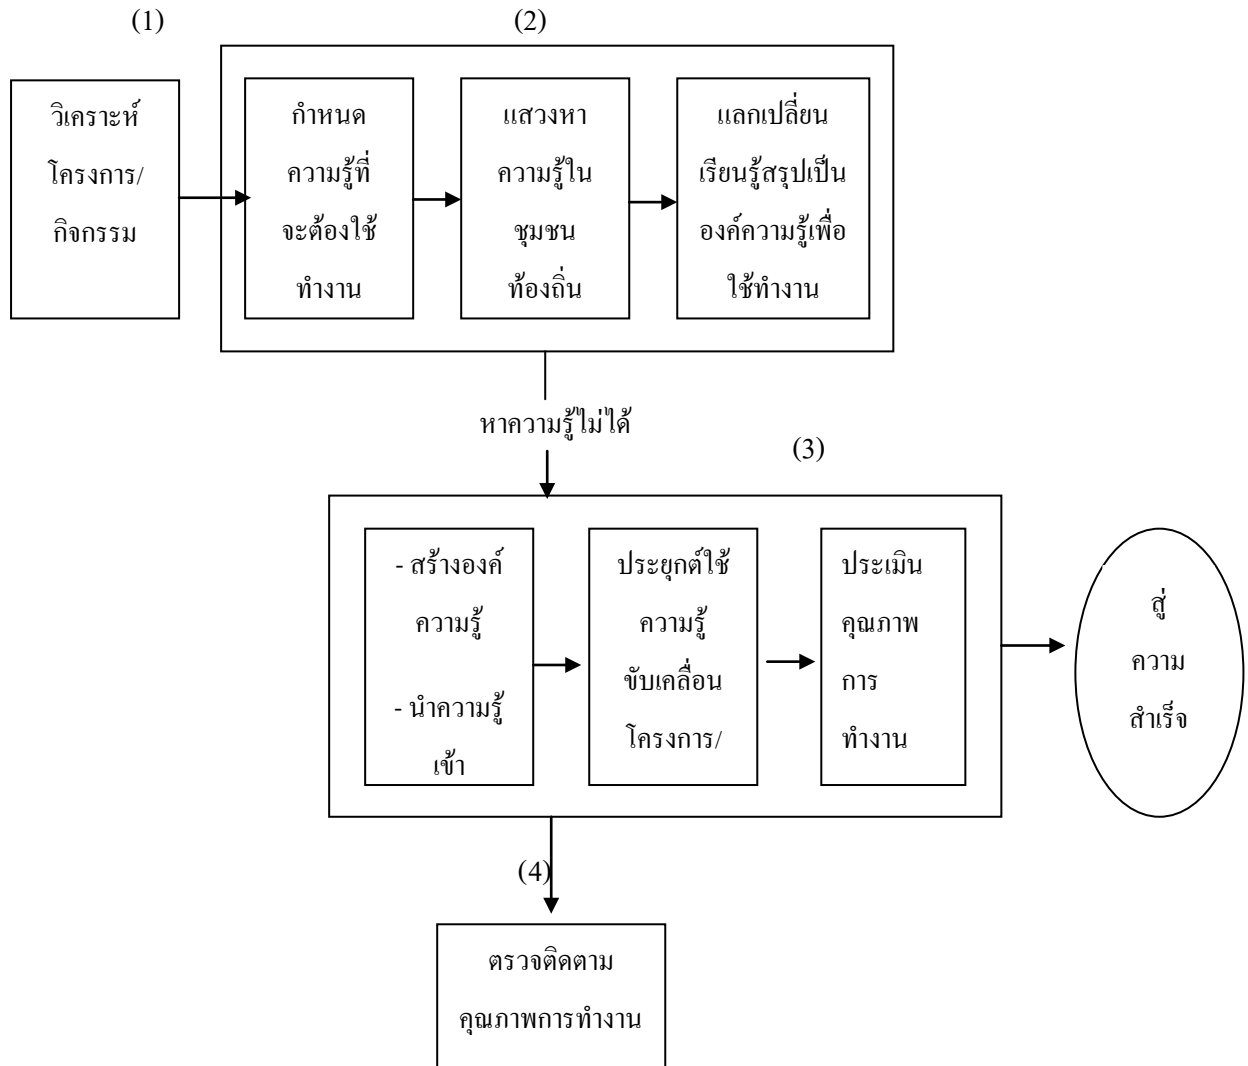 (1)
(2)
วิเคราะห์
โครงการ/
กิจกรรม
กำหนด
ความรู้ที่
จะต้องใช้
ทำงาน
แสวงหา
ความรู้ใน
ชุมชน
ท้องถิ่น
แลกเปลี่ยน
เรียนรู้สรุปเป็น
องค์ความรู้เพื่อ
ใช้ทำงาน
หาความรู้ไม่ได้
(3)
- สร้างองค์
ความรู้
- นำความรู้
เข้า
ประยุกต์ใช้
ความรู้
ขับเคลื่อน
โครงการ/
ประเมิน
คุณภาพ
การ
ทำงาน
สู่
ความ
สำเร็จ
(4)
ตรวจติดตาม
คุณภาพการทำงาน